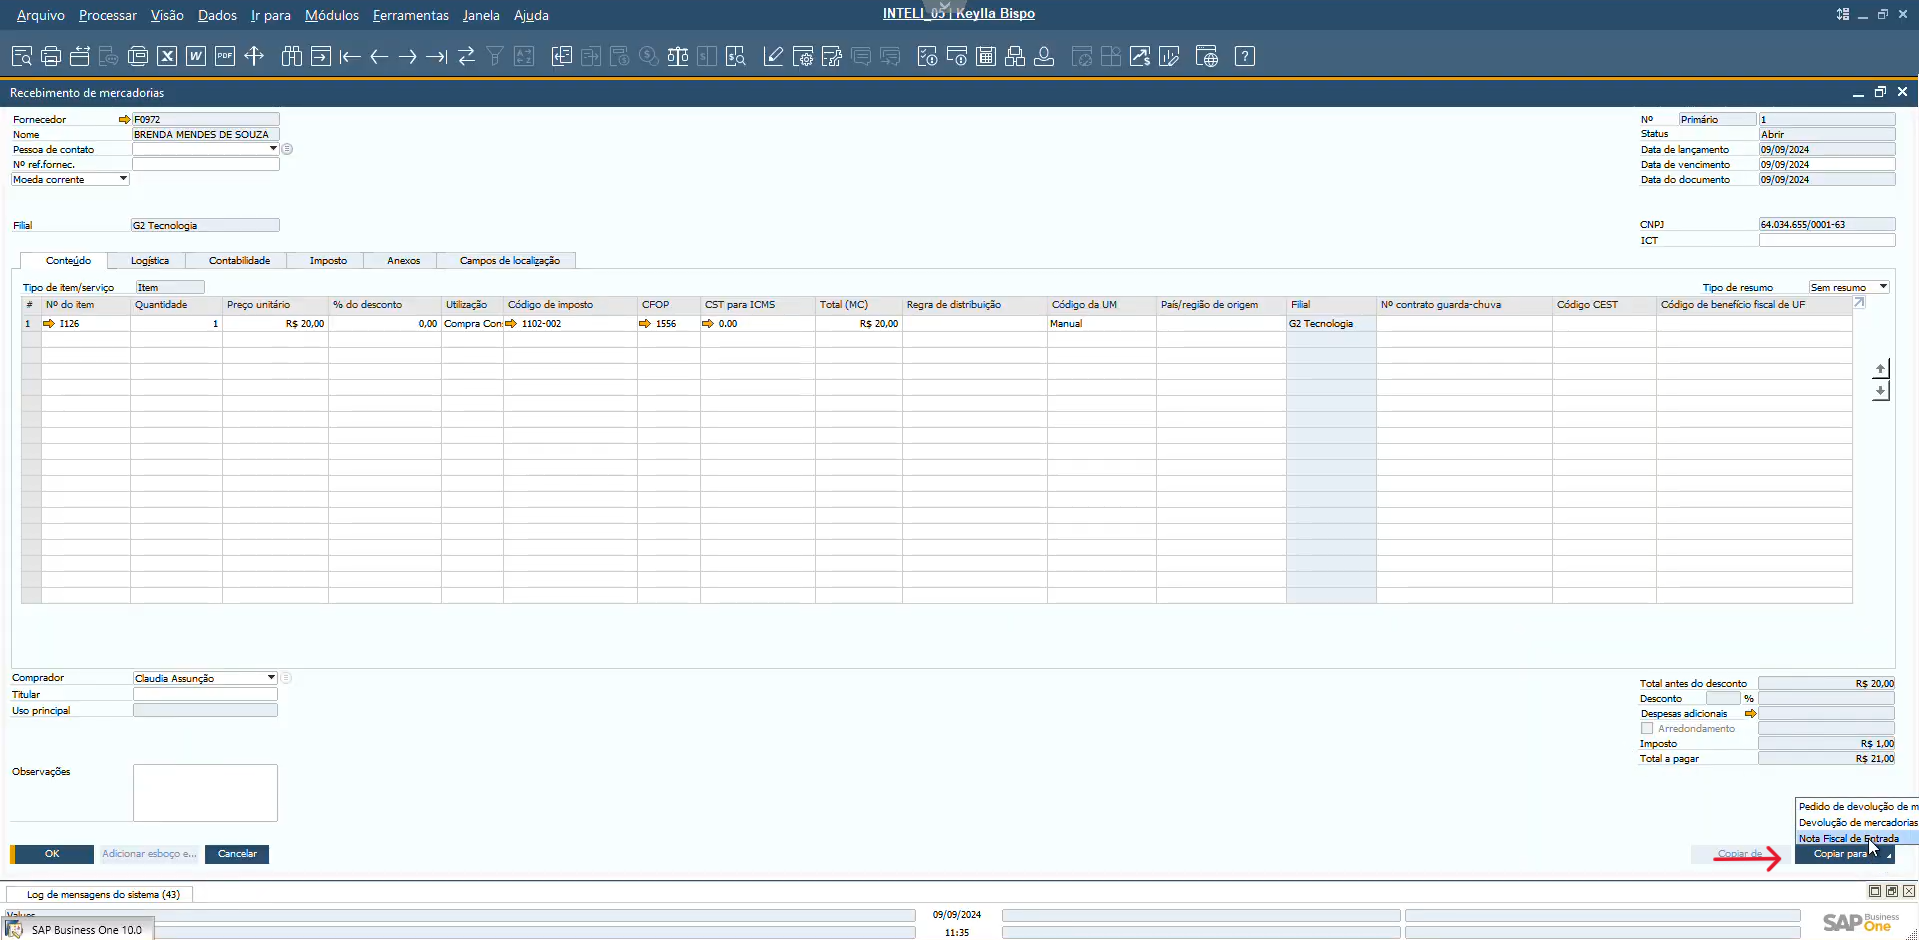 Arquivo Processar Visão Dados Ir para Módulos Ferramentas Janela Ajuda INTELI_05 | Keylla Bispo
Recebimento de mercadorias
Fornecedor F0972 Nº Primário 1
Nome BRENDA MENDES DE SOUZA Status Abrir
Pessoa de contato Data de lançamento 09/09/2024
Nº ref.fornec. Data de vencimento 09/09/2024
Moeda corrente Data do documento 09/09/2024
Filial G2 Tecnologia CNPJ 64.034.655/0001-63
ICT
Conteúdo Logística Contabilidade Imposto Anexos Campos de localização
Tipo de item/serviço Item Tipo de resumo Sem resumo
# Nº do item Quantidade Preço unitário % do desconto Utilização Código de imposto CFOP CST para ICMS Total (MC) Regra de distribuição Código da UM País/região de origem Filial Nº contrato guarda-chuva Código CEST Código de benefício fiscal de UF
1 I126 1 R$ 20,00 0,00 Compra Con 1102-002 1556 0.00 R$ 20,00 Manual G2 Tecnologia
Comprador Claudia Assunção
Titular
Uso principal
Total antes do desconto R$ 20,00
Desconto %
Despesas adicionais
Arredondamento
Imposto R$ 1,00
Total a pagar R$ 21,00
Observações
Pedido de devolução de m
Devolução de mercadorias
Nota Fiscal de Entrada
OK Adicionar esboço e... Cancelar Copiar de Copiar para
Log de mensagens do sistema (43)
Values 09/09/2024
SAP Business One 10.0 11:35
SAP Business One